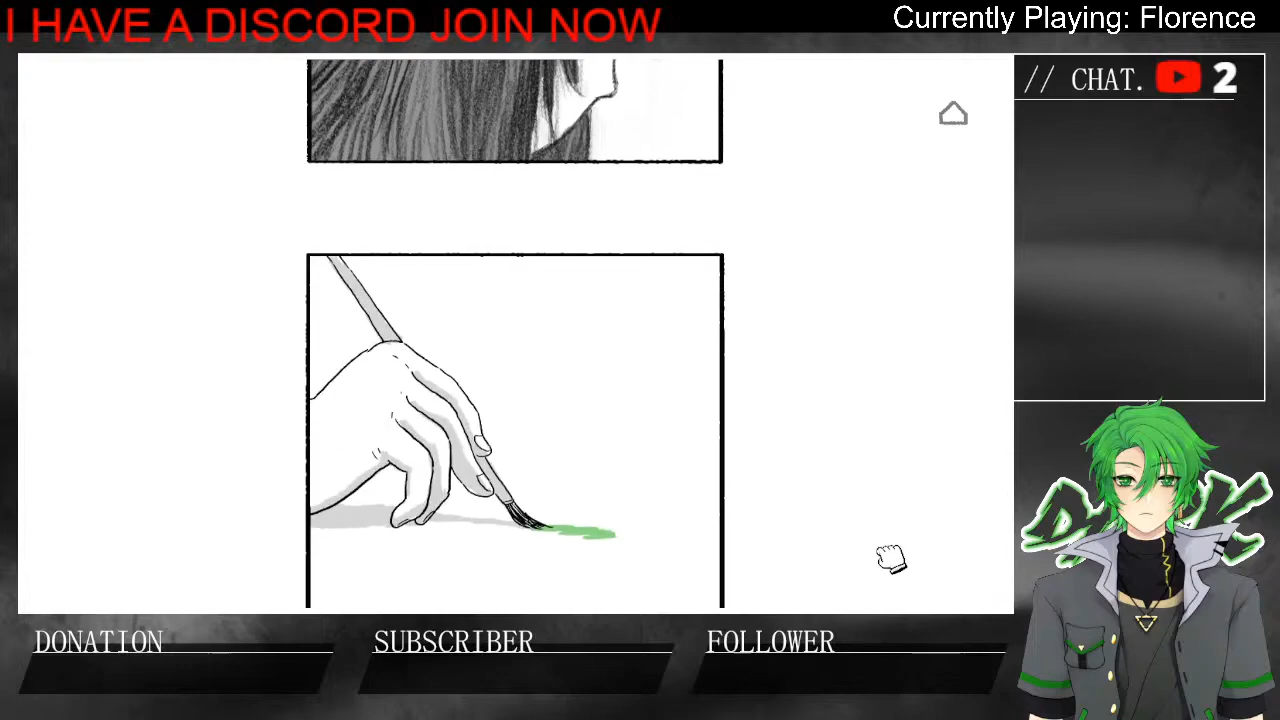 I HAVE A DISCORD JOIN NOW
Currently Playing: Florence
// CHAT. 2
DONATION
SUBSCRIBER
FOLLOWER